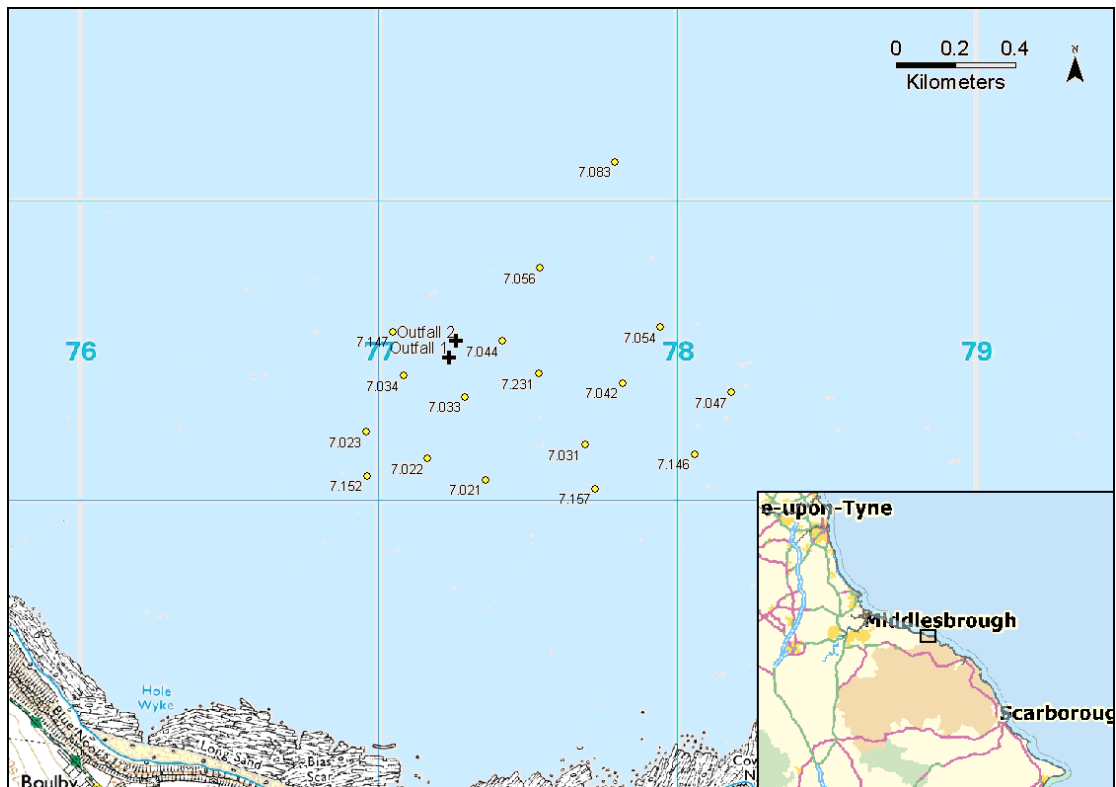 0 0.2 0.4
Kilometers
N
7.083
7.056
7.147
Outfall 2
Outfall 1
7.044
7.054
76
77
78
79
7.034
7.231
7.042
7.033
7.047
7.023
7.031
7.022
7.146
7.152
7.021
7.157
e-upon-Tyne
Middlesbrough
Scarboroug
Hole
Wyke
Long Sand
Bias
Scar
Cow
N
Boulby